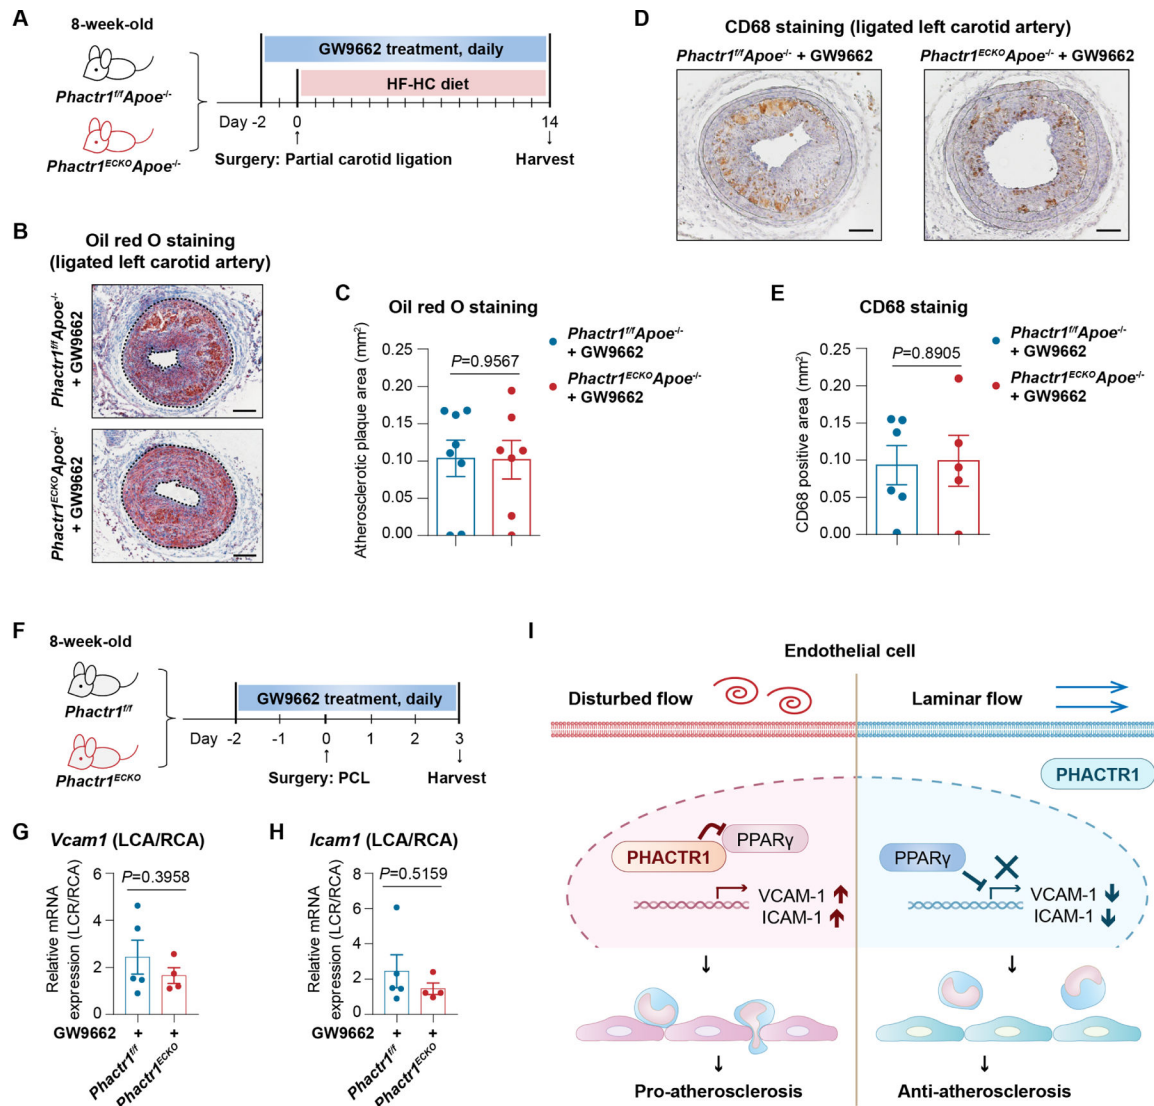 A
8-week-old
Phactr1f/fApoe-/-
Phactr1ECKOApoe-/-
GW9662 treatment, daily
HF-HC diet
Day -2 0 14
Surgery: Partial carotid ligation
Harvest
B
Oil red O staining
(ligated left carotid artery)
Phactr1f/fApoe-/-
+ GW9662
Phactr1ECKOApoe-/-
+ GW9662
C
Oil red O staining
Atherosclerotic plaque area (mm2)
0.25
0.20
0.15
0.10
0.05
0.00
P=0.9567
Phactr1f/fApoe-/-
+ GW9662
Phactr1ECKOApoe-/-
+ GW9662
D
CD68 staining (ligated left carotid artery)
Phactr1f/fApoe-/- + GW9662
Phactr1ECKOApoe-/- + GW9662
E
CD68 stainig
CD68 positive area (mm2)
0.25
0.20
0.15
0.10
0.05
0.00
P=0.8905
Phactr1f/fApoe-/-
+ GW9662
Phactr1ECKOApoe-/-
+ GW9662
F
8-week-old
Phactr1f/f
Phactr1ECKO
GW9662 treatment, daily
Day -2 -1 0 1 2 3
Surgery: PCL
Harvest
G
Vcam1 (LCA/RCA)
Relative mRNA
expression (LCR/RCA)
6
4
2
0
P=0.3958
GW9662 + +
Phactr1f/f
Phactr1ECKO
H
Icam1 (LCA/RCA)
Relative mRNA
expression (LCR/RCA)
8
6
4
2
0
P=0.5159
GW9662 + +
Phactr1f/f
Phactr1ECKO
I
Endothelial cell
Disturbed flow
Laminar flow
PHACTR1
PHACTR1
PPARγ
VCAM-1
ICAM-1
PPARγ
VCAM-1
ICAM-1
Pro-atherosclerosis
Anti-atherosclerosis